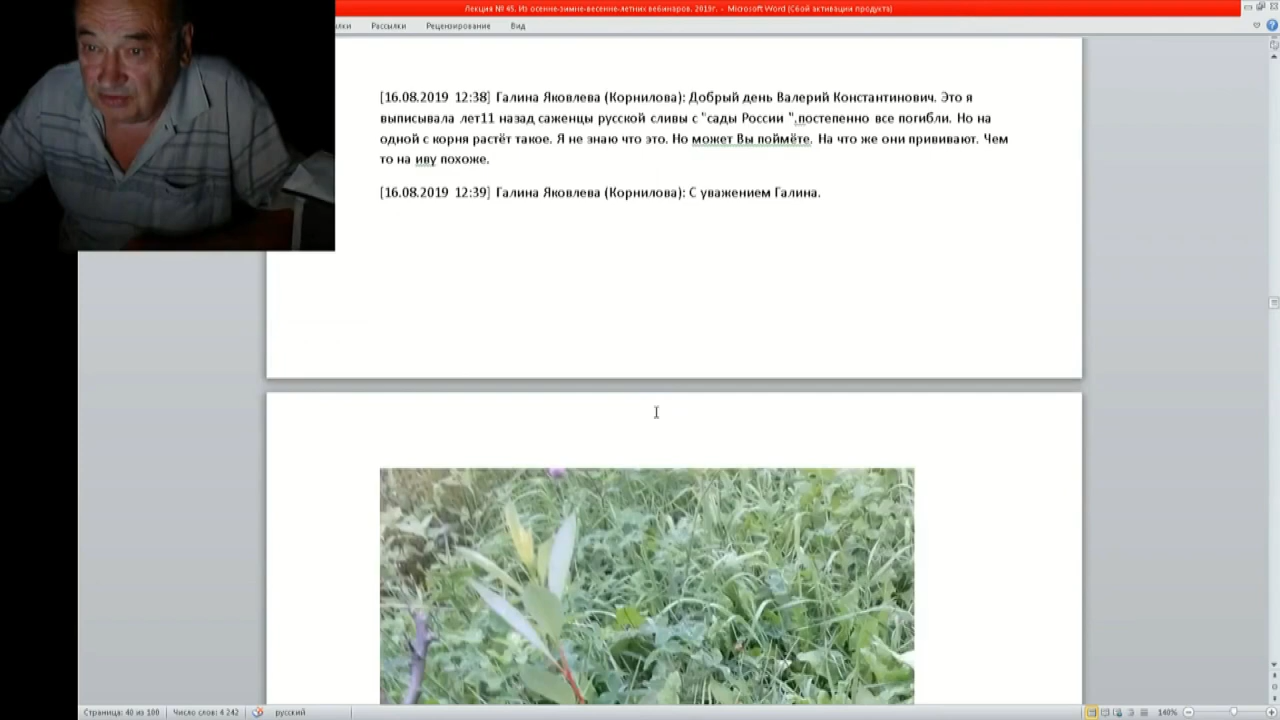 Лекция № 45. Из осенне-зимне-весенне-летних вебинаров. 2019г. - Microsoft Word (Сбой активации продукта)
лки Рассылки Рецензирование Вид
[16.08.2019 12:38] Галина Яковлева (Корнилова): Добрый день Валерий Константинович. Это я
выписывала лет11 назад саженцы русской сливы с "сады России ",постепенно все погибли. Но на
одной с корня растёт такое. Я не знаю что это. Но может Вы поймёте. На что же они прививают. Чем
то на иву похоже.
[16.08.2019 12:39] Галина Яковлева (Корнилова): С уважением Галина.
Страница: 40 из 100 Число слов: 4 242 русский 140%